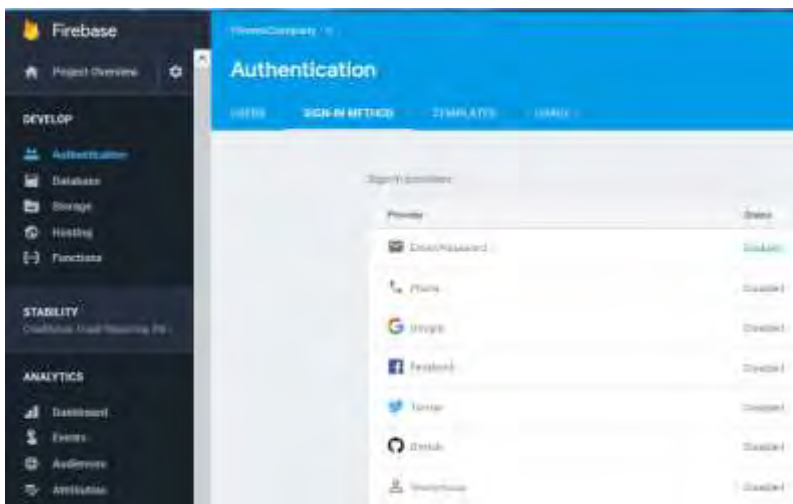 Firebase
Project Overview
DEVELOP
Authentication
Database
Storage
Hosting
Functions
STABILITY
ANALYTICS
Dashboard
Events
Audiences
Attribution
Authentication
USERS
SIGN-IN METHOD
TEMPLATES
USAGE
Sign-in providers
Provider
Status
Email/Password
Enabled
Phone
Disabled
Google
Disabled
Facebook
Disabled
Twitter
Disabled
GitHub
Disabled
Anonymous
Disabled